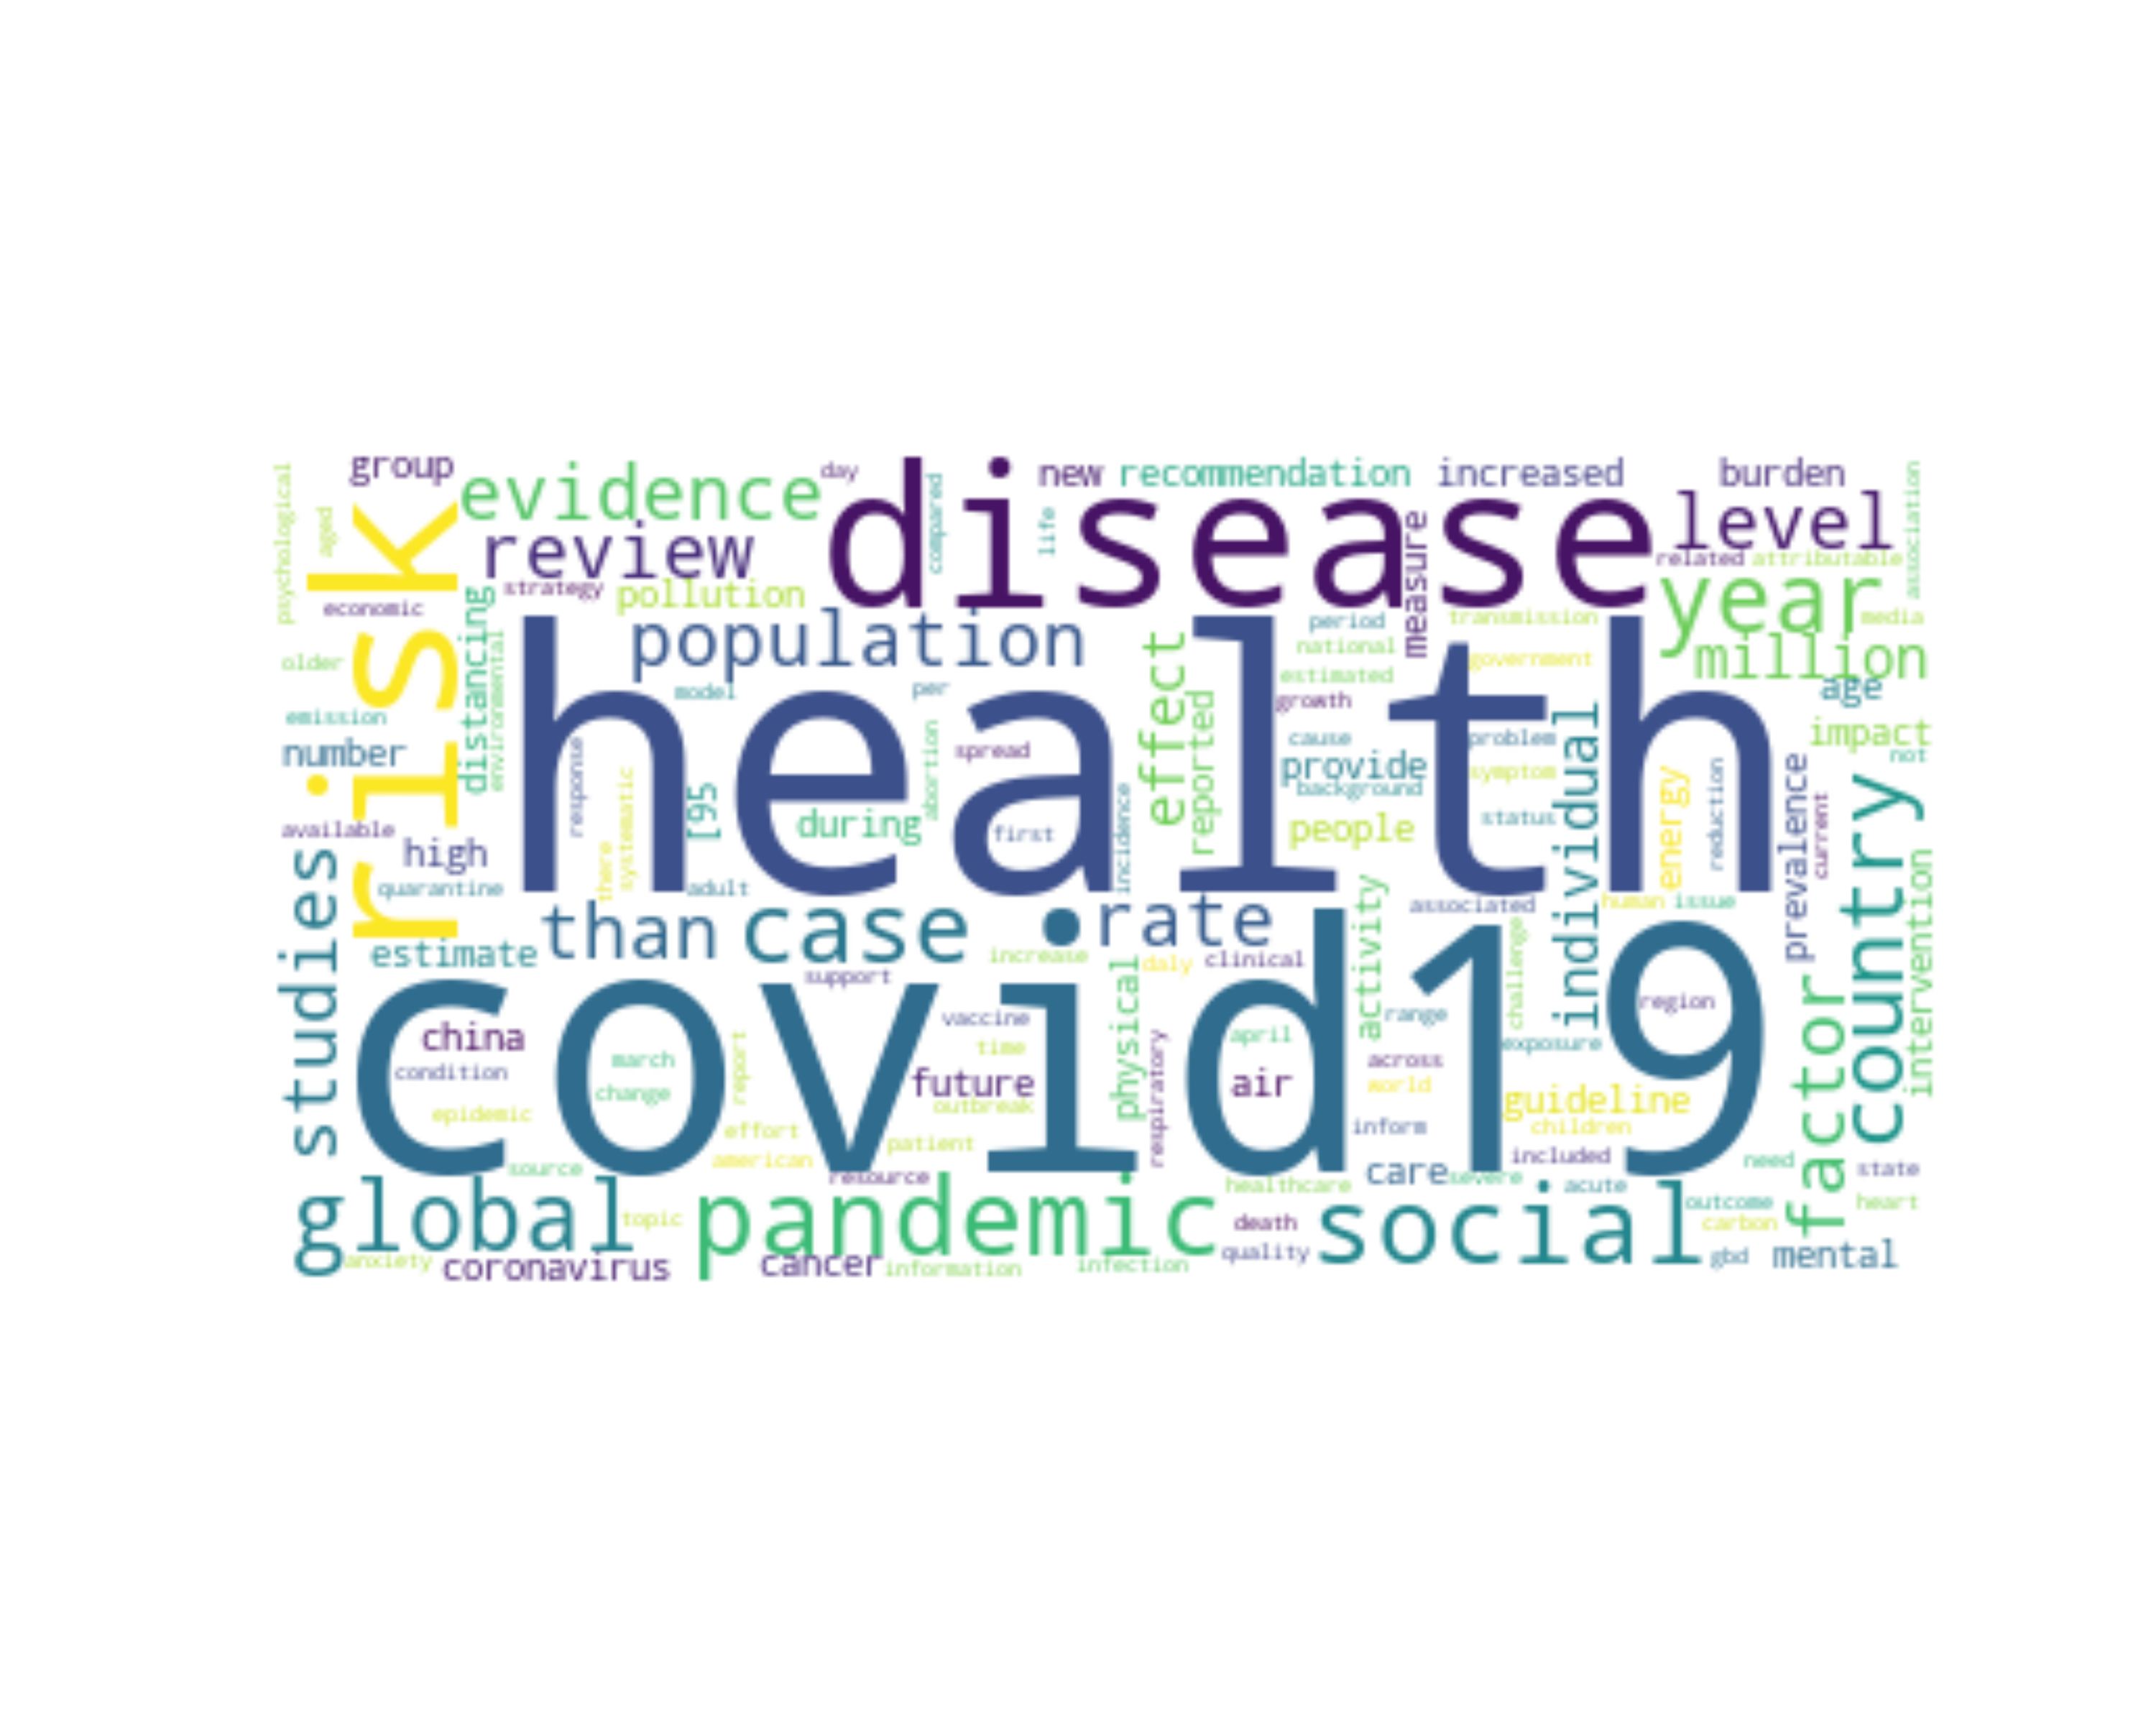 group
evidence
day
disease
new
recommendation
increased
burden
level
psychological
aged
risk
review
compared
life
measure
related
attributable
association
economic
strategy
pollution
year
distancing
population
period
transmission
media
older
environmental
model
per
effect
national
government
million
estimated
age
emission
health
reported
growth
number
response
spread
cause
problem
individual
impact
not
systematic
[95
abortion
provide
symptom
energy
reduction
prevalence
country
background
available
during
first
incidence
people
status
current
high
there
studies
quarantine
adult
activity
associated
human
issue
intervention
than
case
rate
estimate
increase
daly
clinical
challenge
support
physical
factor
covid19
region
china
vaccine
range
march
time
respiratory
april
exposure
condition
report
across
change
future
air
world
guideline
epidemic
outbreak
effort
patient
inform
children
american
included
need
state
source
resource
care
severe
acute
global
topic
pandemic
healthcare
social
outcome
heart
death
carbon
anxiety
coronavirus
cancer
information
infection
quality
gbd
mental